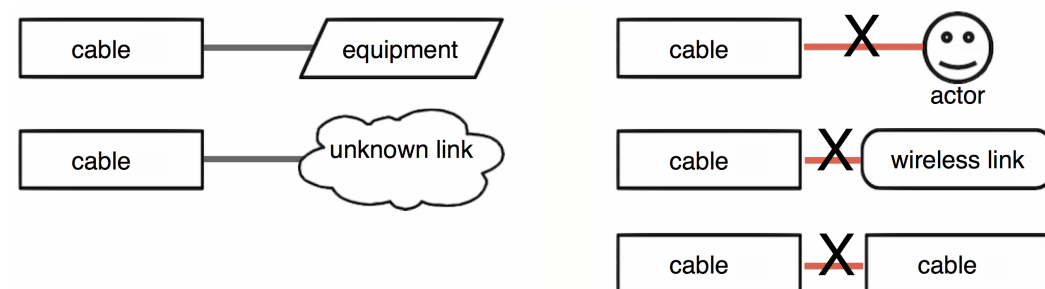 cable equipment
cable unknown link
cable X actor
cable X wireless link
cable X cable